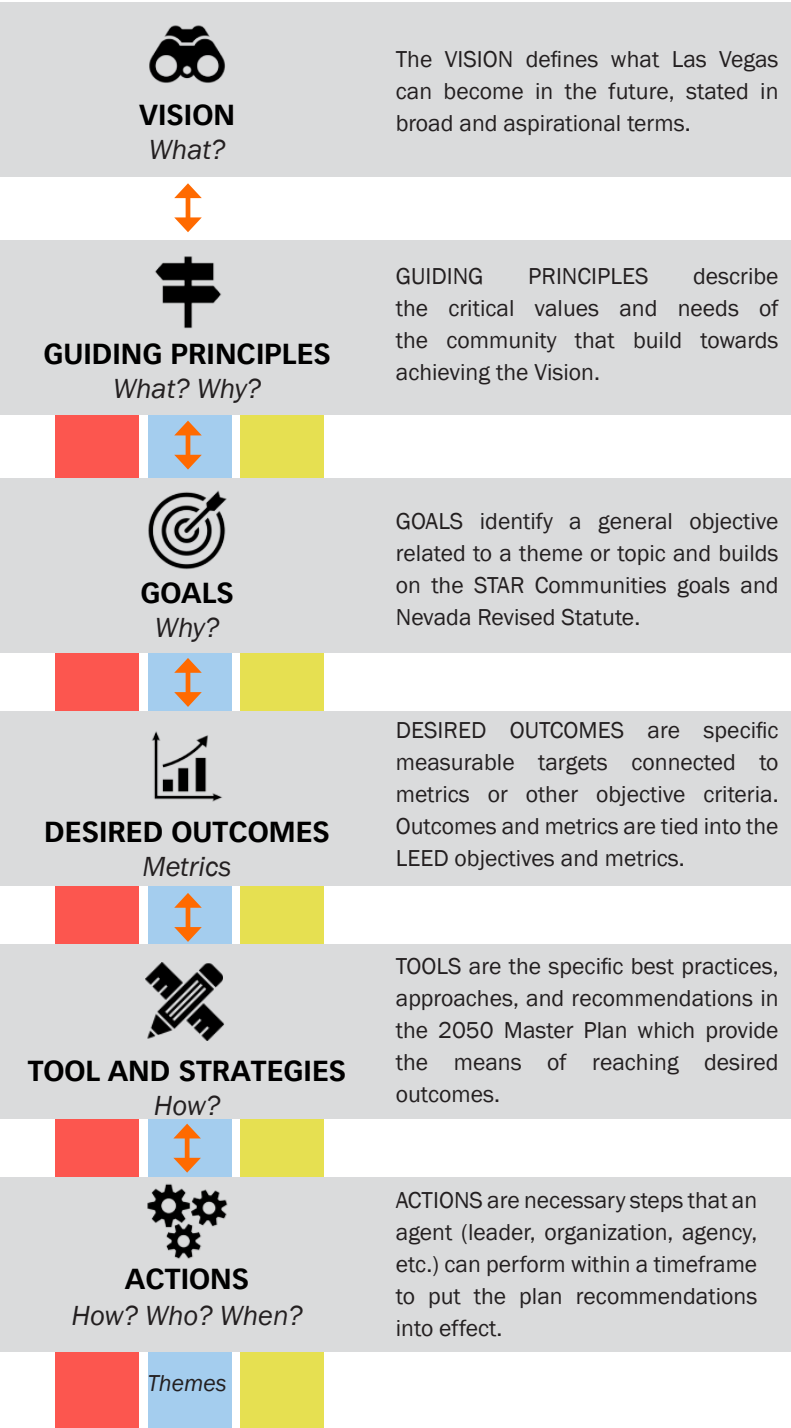 VISION
What?
The VISION defines what Las Vegas
can become in the future, stated in
broad and aspirational terms.
GUIDING PRINCIPLES
What? Why?
GUIDING PRINCIPLES describe
the critical values and needs of
the community that build towards
achieving the Vision.
GOALS
Why?
GOALS identify a general objective
related to a theme or topic and builds
on the STAR Communities goals and
Nevada Revised Statute.
DESIRED OUTCOMES
Metrics
DESIRED OUTCOMES are specific
measurable targets connected to
metrics or other objective criteria.
Outcomes and metrics are tied into the
LEED objectives and metrics.
TOOL AND STRATEGIES
How?
TOOLS are the specific best practices,
approaches, and recommendations in
the 2050 Master Plan which provide
the means of reaching desired
outcomes.
ACTIONS
How? Who? When?
ACTIONS are necessary steps that an
agent (leader, organization, agency,
etc.) can perform within a timeframe
to put the plan recommendations
into effect.
Themes